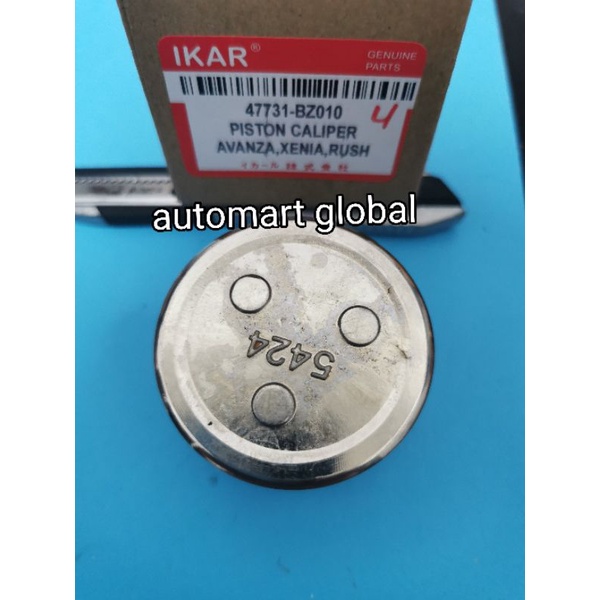 IKAR®
GENUINE
PARTS
47731-BZ010
4
PISTON CALIPER
AVANZA,XENIA,RUSH
イカール 株式会社
automart global
5424